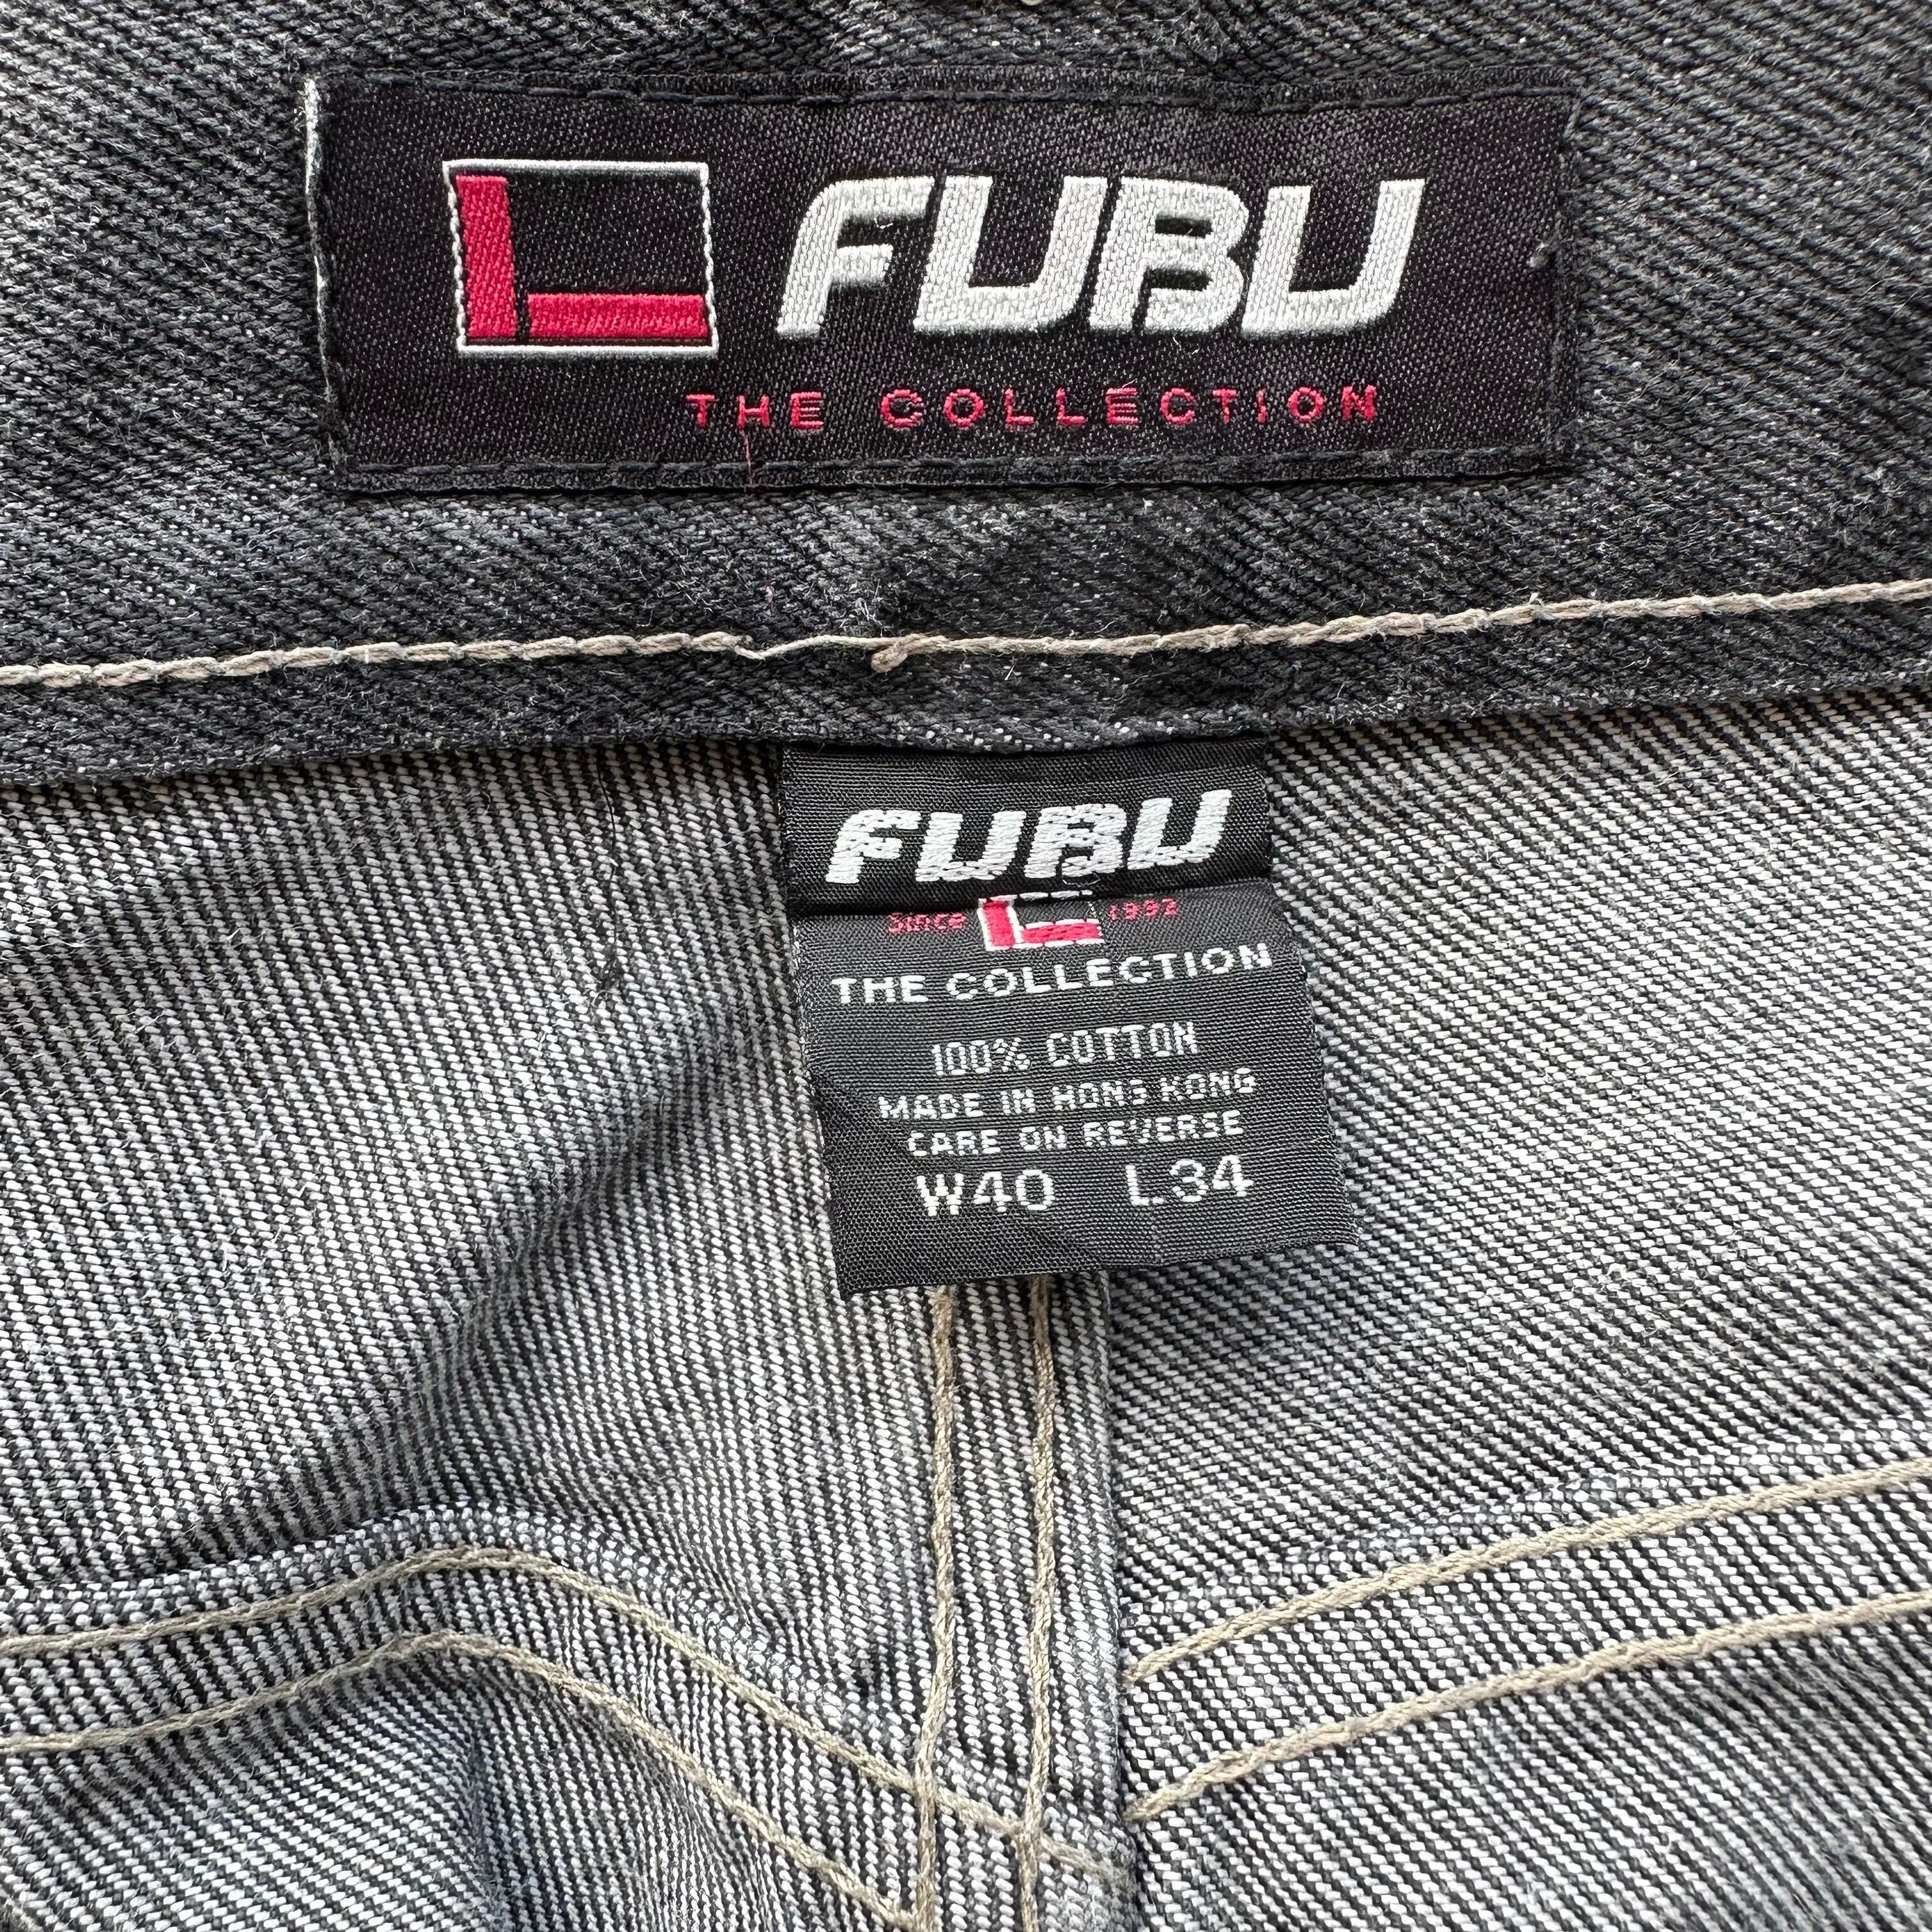 FUBU
THE COLLECTION
FUBU
Since 1992
THE COLLECTION
100% COTTON
MADE IN HONG KONG
CARE ON REVERSE
W40 L34